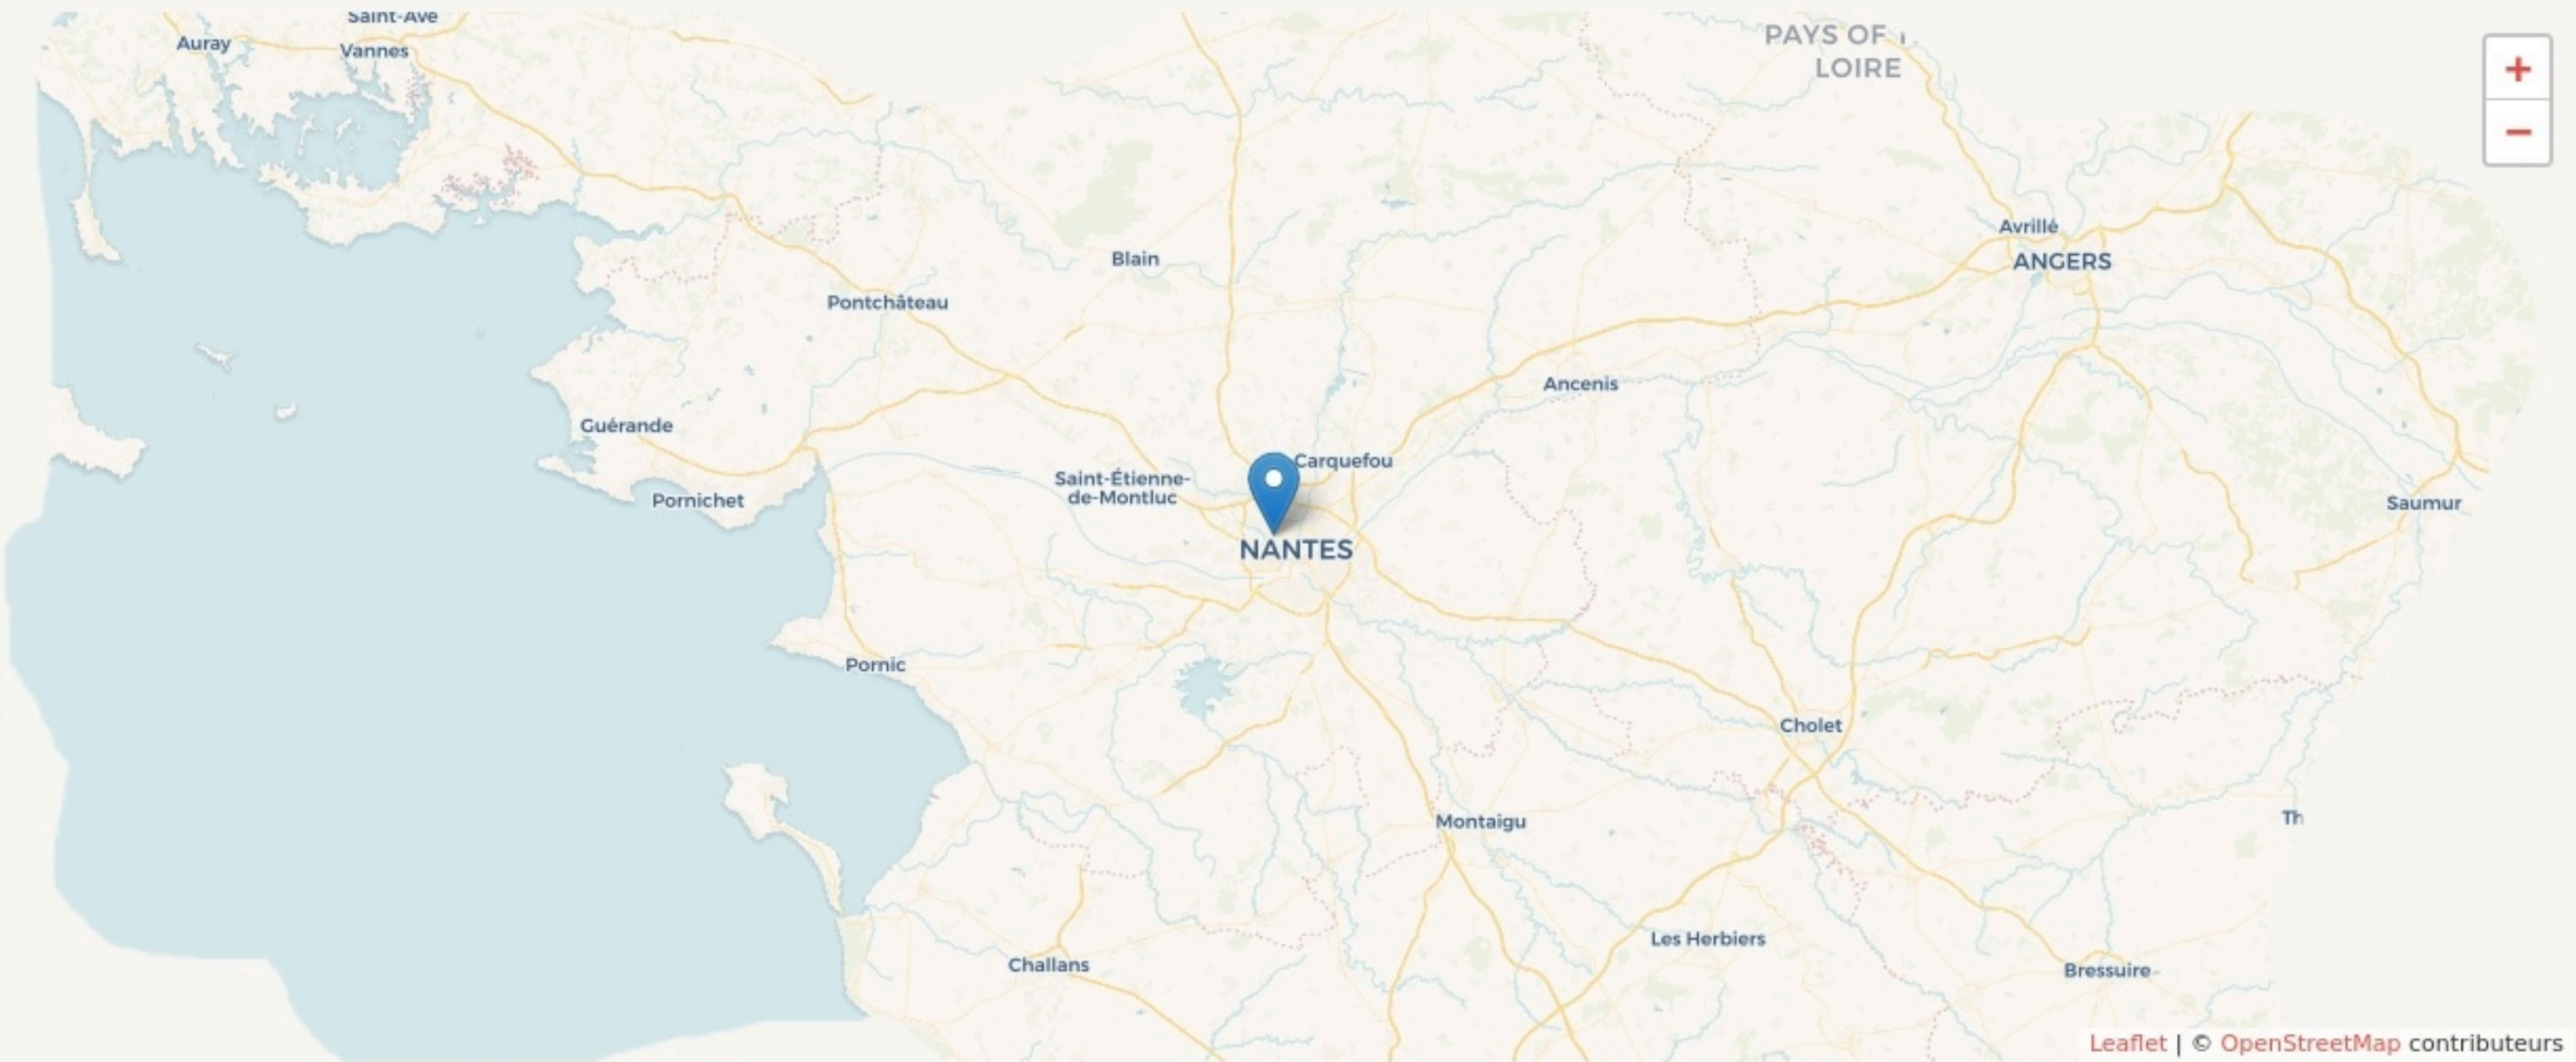 Saint-Avé
Auray
Vannes
PAYS OF
LOIRE
+
−
Avrillé
ANGERS
Blain
Pontchâteau
Ancenis
Guérande
Carquefou
Saint-Étienne-
de-Montluc
Pornichet
Saumur
NANTES
Pornic
Cholet
Montaigu
Th
Les Herbiers
Challans
Bressuire
Leaflet | © OpenStreetMap contributeurs